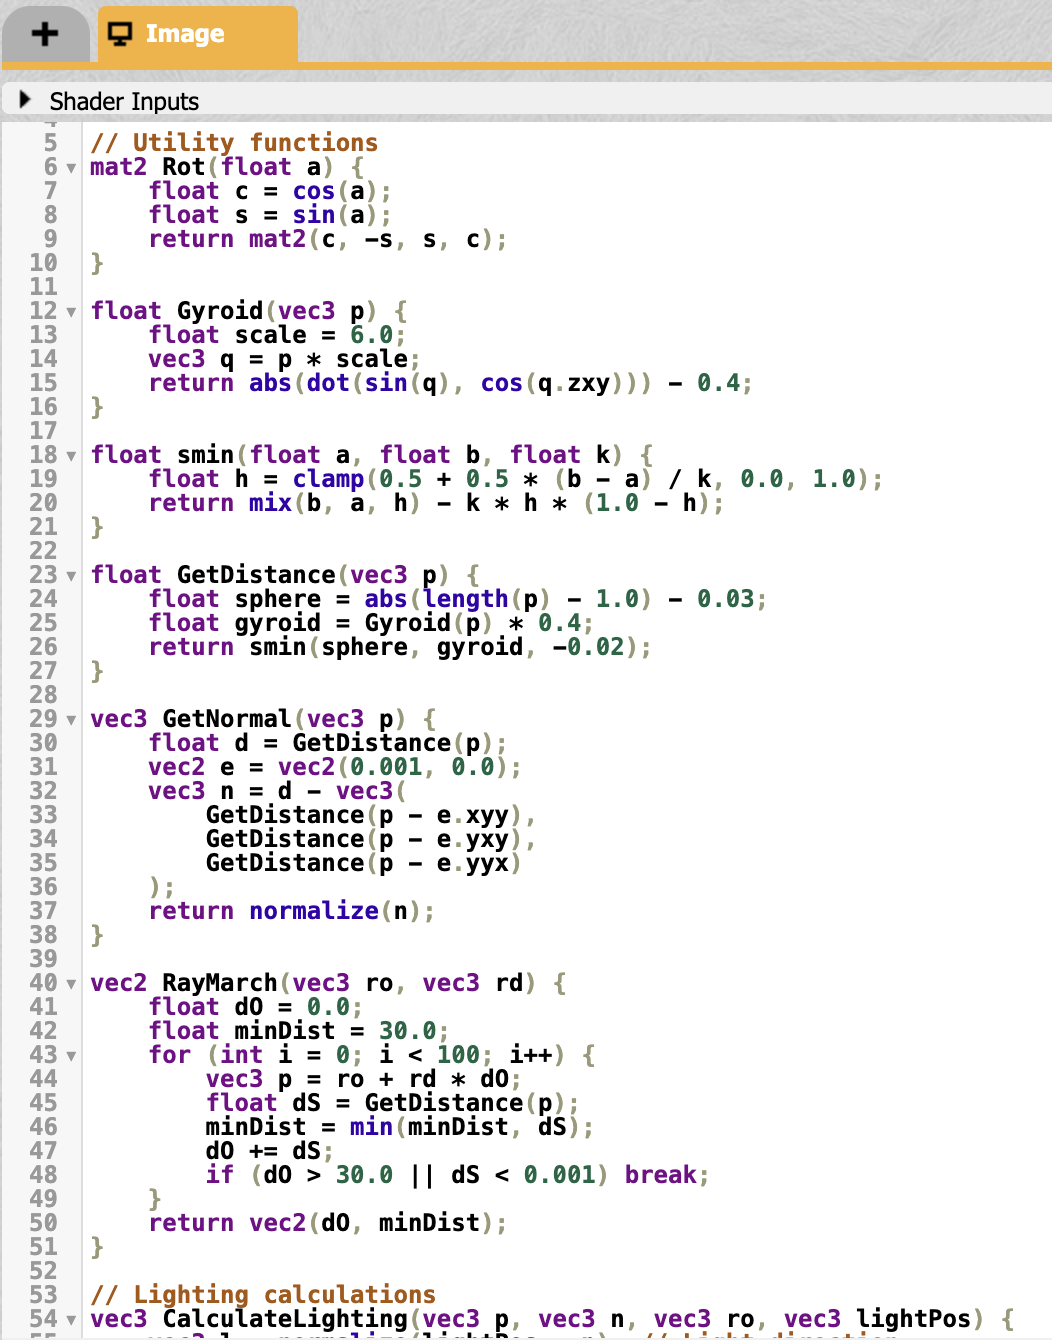 +
Image
Shader Inputs
5 // Utility functions
6 mat2 Rot(float a) {
7     float c = cos(a);
8     float s = sin(a);
9     return mat2(c, -s, s, c);
10 }
11
12 float Gyroid(vec3 p) {
13     float scale = 6.0;
14     vec3 q = p * scale;
15     return abs(dot(sin(q), cos(q.zxy))) - 0.4;
16 }
17
18 float smin(float a, float b, float k) {
19     float h = clamp(0.5 + 0.5 * (b - a) / k, 0.0, 1.0);
20     return mix(b, a, h) - k * h * (1.0 - h);
21 }
22
23 float GetDistance(vec3 p) {
24     float sphere = abs(length(p) - 1.0) - 0.03;
25     float gyroid = Gyroid(p) * 0.4;
26     return smin(sphere, gyroid, -0.02);
27 }
28
29 vec3 GetNormal(vec3 p) {
30     float d = GetDistance(p);
31     vec2 e = vec2(0.001, 0.0);
32     vec3 n = d - vec3(
33         GetDistance(p - e.xyy),
34         GetDistance(p - e.yxy),
35         GetDistance(p - e.yyx)
36     );
37     return normalize(n);
38 }
39
40 vec2 RayMarch(vec3 ro, vec3 rd) {
41     float dO = 0.0;
42     float minDist = 30.0;
43     for (int i = 0; i < 100; i++) {
44         vec3 p = ro + rd * dO;
45         float dS = GetDistance(p);
46         minDist = min(minDist, dS);
47         dO += dS;
48         if (dO > 30.0 || dS < 0.001) break;
49     }
50     return vec2(dO, minDist);
51 }
52
53 // Lighting calculations
54 vec3 CalculateLighting(vec3 p, vec3 n, vec3 ro, vec3 lightPos) {